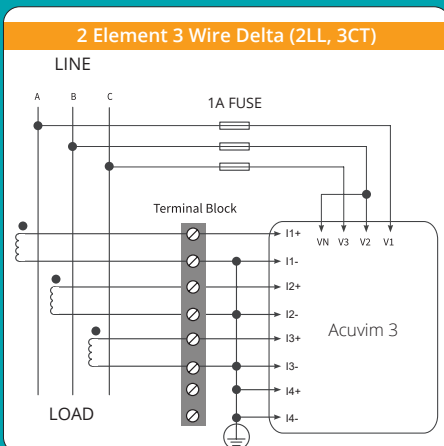 2 Element 3 Wire Delta (2LL, 3CT)
LINE
A B C
1A FUSE
Terminal Block
I1+
VN V3 V2 V1
I1-
I2+
I2-
Acuvim 3
I3+
I3-
I4+
I4-
LOAD